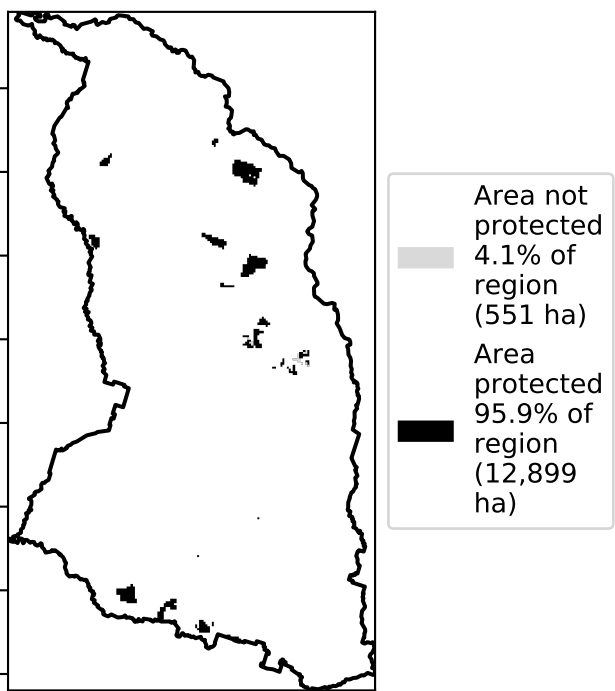 Area not
protected
4.1% of
region
(551 ha)
Area
protected
95.9% of
region
(12,899
ha)